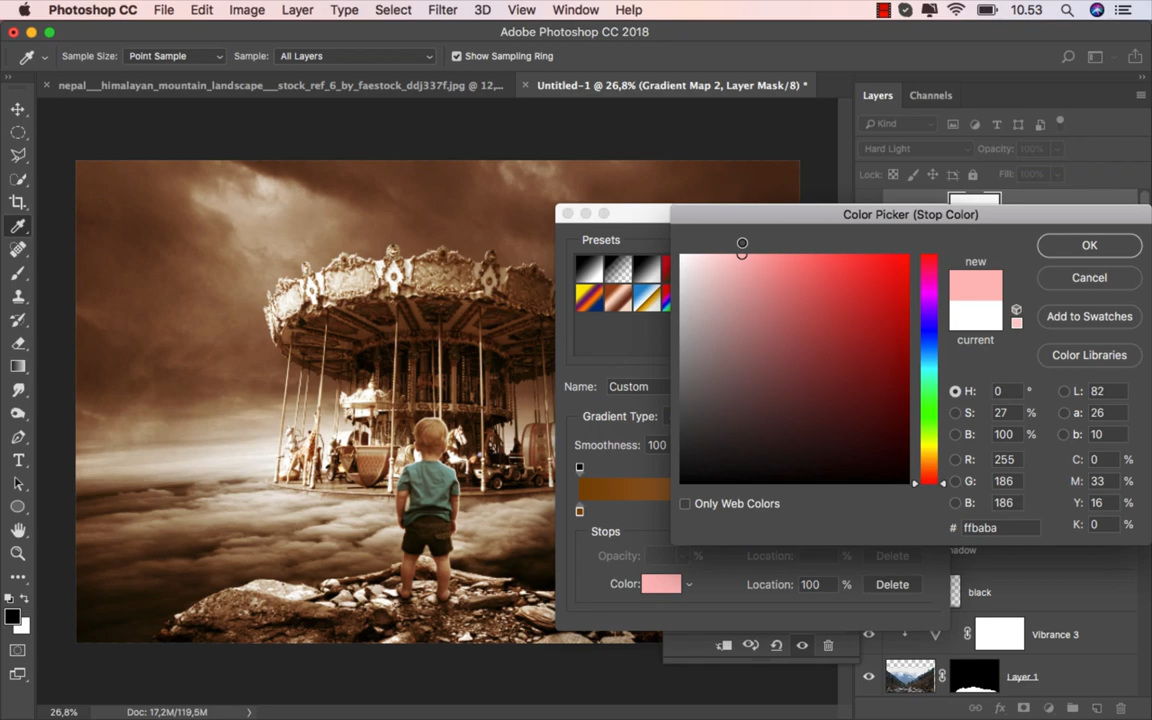 Photoshop CC File Edit Image Layer Type Select Filter 3D View Window Help 10.53
Adobe Photoshop CC 2018
Sample Size: Point Sample Sample: All Layers Show Sampling Ring
nepal___himalayan_mountain_landscape___stock_ref_6_by_faestock_ddj337f.jpg @ 12,...
Untitled-1 @ 26,8% (Gradient Map 2, Layer Mask/8) *
Layers Channels
Kind
Hard Light Opacity: 100%
Lock: Fill: 100%
Color Picker (Stop Color)
Presets
new
current
OK
Cancel
Add to Swatches
Color Libraries
Name: Custom
Gradient Type:
Smoothness: 100
H: 0 °
S: 27 %
B: 100 %
R: 255
G: 186
B: 186
# ffbaba
L: 82
a: 26
b: 10
C: 0 %
M: 33 %
Y: 16 %
K: 0 %
Only Web Colors
Stops
Opacity: % Location: Delete
Color: Location: 100 % Delete
black
Vibrance 3
Layer 1
T
26,8% Doc: 17,2M/119,5M
fx